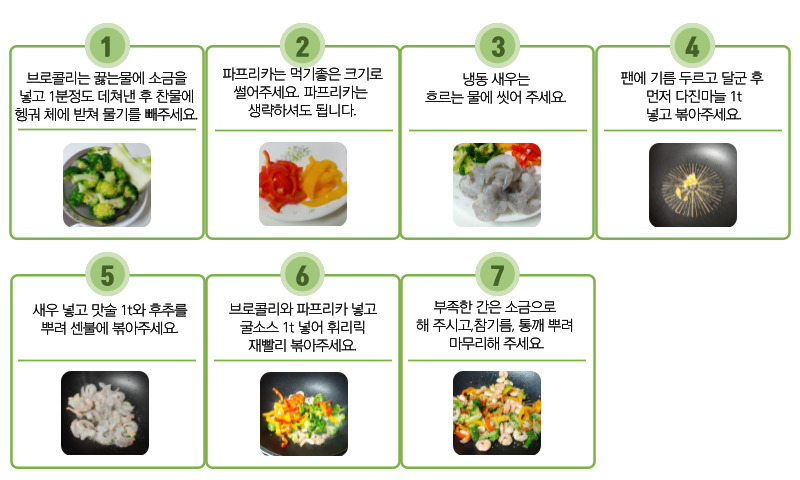 1
브로콜리는 끓는물에 소금을
넣고 1분정도 데쳐낸 후 찬물에
헹궈 체에 받쳐 물기를 빼주세요.
2
파프리카는 먹기좋은 크기로
썰어주세요. 파프리카는
생략하셔도 됩니다.
3
냉동 새우는
흐르는 물에 씻어 주세요.
4
팬에 기름 두르고 달군 후
먼저 다진마늘 1t
넣고 볶아주세요.
5
새우 넣고 맛술 1t와 후추를
뿌려 센불에 볶아주세요.
6
브로콜리와 파프리카 넣고
굴소스 1t 넣어 휘리릭
재빨리 볶아주세요.
7
부족한 간은 소금으로
해 주시고,참기름, 통깨 뿌려
마무리해 주세요.